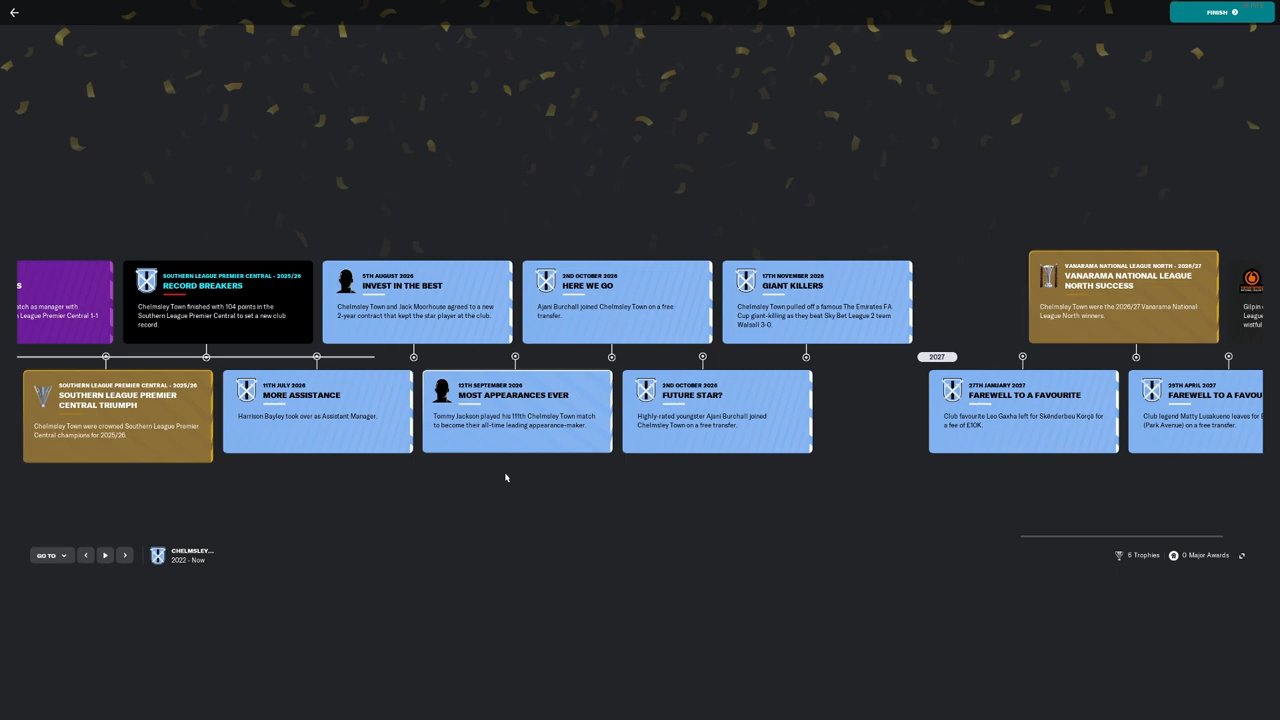 FINISH
S
atch as manager with
n League Premier Central 1-1
SOUTHERN LEAGUE PREMIER CENTRAL - 2025/26
RECORD BREAKERS
Chelmsley Town finished with 104 points in the
Southern League Premier Central to set a new club
record.
5TH AUGUST 2026
INVEST IN THE BEST
Chelmsley Town and Jack Moorhouse agreed to a new
2-year contract that kept the star player at the club.
2ND OCTOBER 2026
HERE WE GO
Ajani Burchall joined Chelmsley Town on a free
transfer.
17TH NOVEMBER 2026
GIANT KILLERS
Chelmsley Town pulled off a famous The Emirates FA
Cup giant-killing as they beat Sky Bet League 2 team
Walsall 3-0.
VANARAMA NATIONAL LEAGUE NORTH - 2026/27
VANARAMA NATIONAL LEAGUE
NORTH SUCCESS
Chelmsley Town were the 2026/27 Vanarama National
League North winners.
Gilpin
League
wistful
2027
SOUTHERN LEAGUE PREMIER CENTRAL - 2025/26
SOUTHERN LEAGUE PREMIER
CENTRAL TRIUMPH
Chelmsley Town were crowned Southern League Premier
Central champions for 2025/26.
11TH JULY 2026
MORE ASSISTANCE
Harrison Bayley took over as Assistant Manager.
12TH SEPTEMBER 2026
MOST APPEARANCES EVER
Tommy Jackson played his 111th Chelmsley Town match
to become their all-time leading appearance-maker.
2ND OCTOBER 2026
FUTURE STAR?
Highly-rated youngster Ajani Burchall joined
Chelmsley Town on a free transfer.
27TH JANUARY 2027
FAREWELL TO A FAVOURITE
Club favourite Leo Gaxha left for Skënderbeu Korçë for
a fee of £10K.
29TH APRIL 2027
FAREWELL TO A FAVOU
Club legend Matty Lusakueno leaves for
(Park Avenue) on a free transfer.
GO TO
CHELMSLEY...
2022 - Now
6 Trophies
0 Major Awards